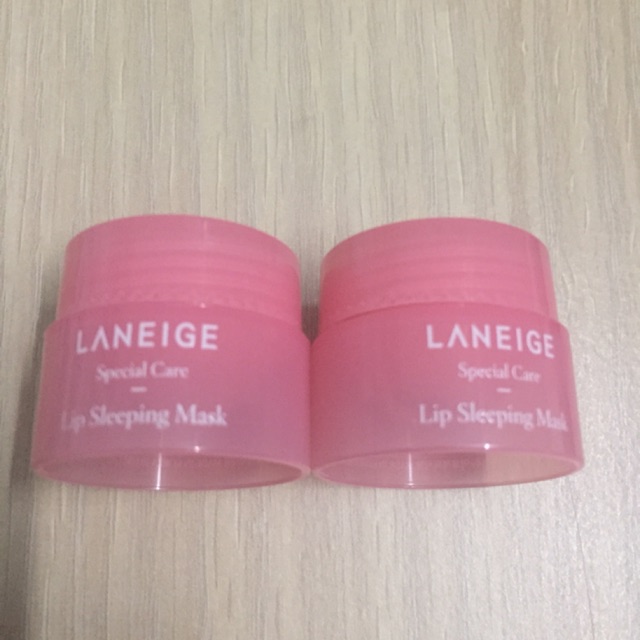 LANEIGE
Special Care
Lip Sleeping Mask
LANEIGE
Special Care
Lip Sleeping Mask